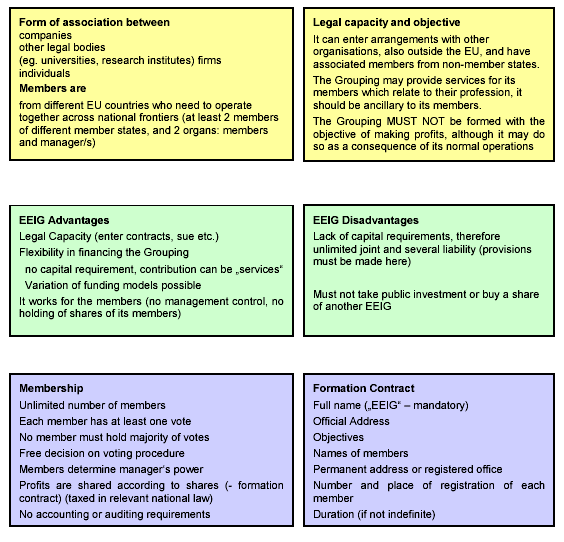 Form of association between
companies
other legal bodies
(eg. universities, research institutes) firms
individuals
Members are
from different EU countries who need to operate
together across national frontiers (at least 2 members
of different member states, and 2 organs: members
and manager/s)
Legal capacity and objective
It can enter arrangements with other
organisations, also outside the EU, and have
associated members from non-member states.
The Grouping may provide services for its
members which relate to their profession, it
should be ancillary to its members.
The Grouping MUST NOT be formed with the
objective of making profits, although it may do
so as a consequence of its normal operations
EEIG Advantages
Legal Capacity (enter contracts, sue etc.)
Flexibility in financing the Grouping
no capital requirement, contribution can be „services“
Variation of funding models possible
It works for the members (no management control, no
holding of shares of its members)
EEIG Disadvantages
Lack of capital requirements, therefore
unlimited joint and several liability (provisions
must be made here)
Must not take public investment or buy a share
of another EEIG
Membership
Unlimited number of members
Each member has at least one vote
No member must hold majority of votes
Free decision on voting procedure
Members determine manager‘s power
Profits are shared according to shares (- formation
contract) (taxed in relevant national law)
No accounting or auditing requirements
Formation Contract
Full name („EEIG“ – mandatory)
Official Address
Objectives
Names of members
Permanent address or registered office
Number and place of registration of each
member
Duration (if not indefinite)